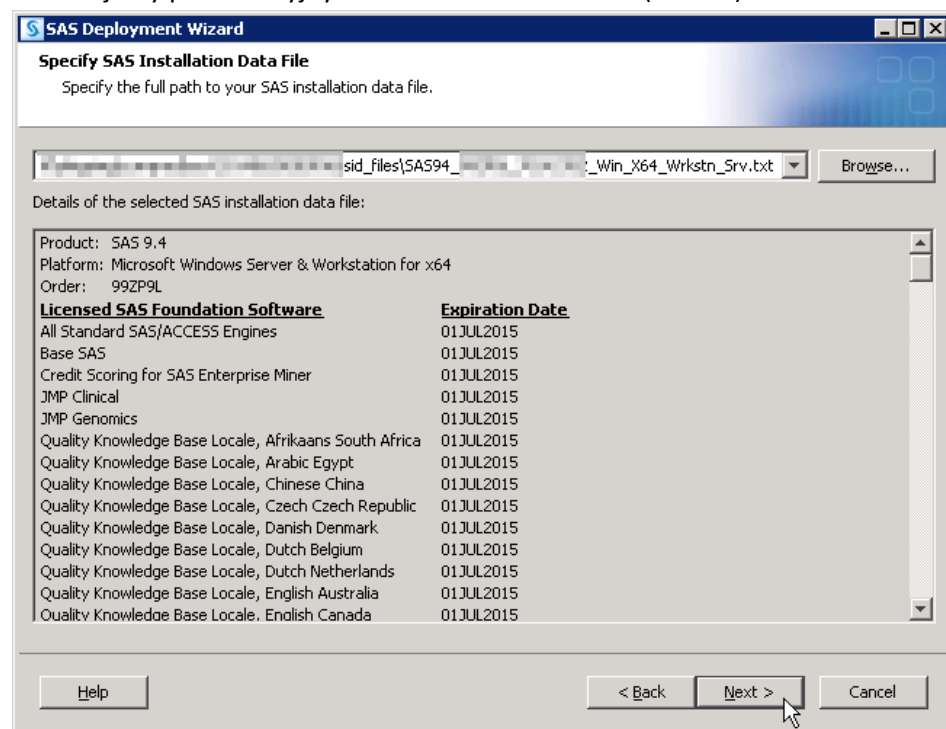 SAS Deployment Wizard
Specify SAS Installation Data File
Specify the full path to your SAS installation data file.
sid_files\SAS94_ _Win_X64_Wrkstn_Srv.txt Browse...
Details of the selected SAS installation data file:
Product: SAS 9.4
Platform: Microsoft Windows Server & Workstation for x64
Order: 99ZP9L
Licensed SAS Foundation Software Expiration Date
All Standard SAS/ACCESS Engines 01JUL2015
Base SAS 01JUL2015
Credit Scoring for SAS Enterprise Miner 01JUL2015
JMP Clinical 01JUL2015
JMP Genomics 01JUL2015
Quality Knowledge Base Locale, Afrikaans South Africa 01JUL2015
Quality Knowledge Base Locale, Arabic Egypt 01JUL2015
Quality Knowledge Base Locale, Chinese China 01JUL2015
Quality Knowledge Base Locale, Czech Czech Republic 01JUL2015
Quality Knowledge Base Locale, Danish Denmark 01JUL2015
Quality Knowledge Base Locale, Dutch Belgium 01JUL2015
Quality Knowledge Base Locale, Dutch Netherlands 01JUL2015
Quality Knowledge Base Locale, English Australia 01JUL2015
Quality Knowledge Base Locale, English Canada 01JUL2015
Help < Back Next > Cancel